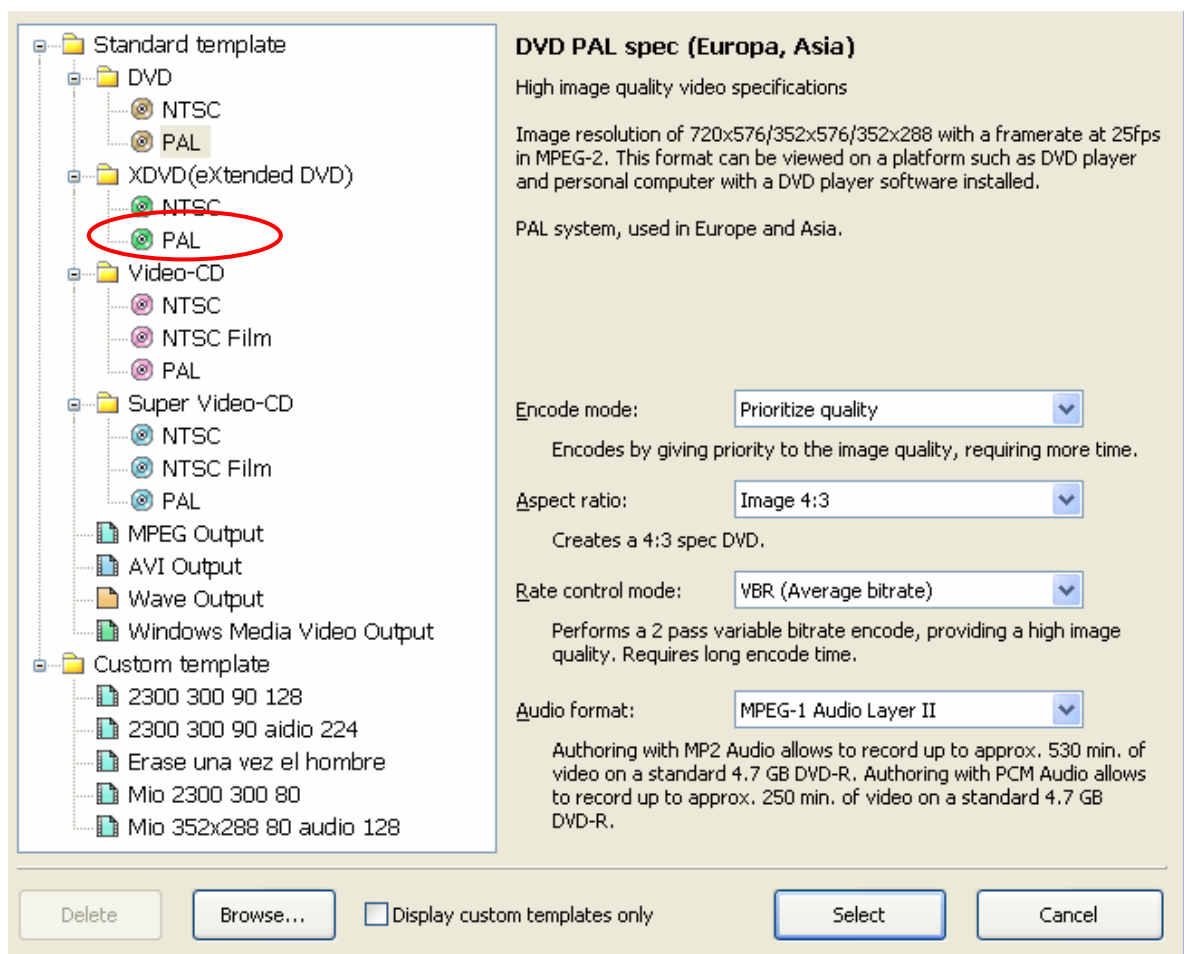 Standard template
DVD
NTSC
PAL
XDVD(eXtended DVD)
NTSC
PAL
Video-CD
NTSC
NTSC Film
PAL
Super Video-CD
NTSC
NTSC Film
PAL
MPEG Output
AVI Output
Wave Output
Windows Media Video Output
Custom template
2300 300 90 128
2300 300 90 aidio 224
Erase una vez el hombre
Mio 2300 300 80
Mio 352x288 80 audio 128
DVD PAL spec (Europa, Asia)
High image quality video specifications
Image resolution of 720x576/352x576/352x288 with a framerate at 25fps
in MPEG-2. This format can be viewed on a platform such as DVD player
and personal computer with a DVD player software installed.
PAL system, used in Europe and Asia.
Encode mode: Prioritize quality
Encodes by giving priority to the image quality, requiring more time.
Aspect ratio: Image 4:3
Creates a 4:3 spec DVD.
Rate control mode: VBR (Average bitrate)
Performs a 2 pass variable bitrate encode, providing a high image
quality. Requires long encode time.
Audio format: MPEG-1 Audio Layer II
Authoring with MP2 Audio allows to record up to approx. 530 min. of
video on a standard 4.7 GB DVD-R. Authoring with PCM Audio allows
to record up to approx. 250 min. of video on a standard 4.7 GB
DVD-R.
Delete Browse... Display custom templates only Select Cancel